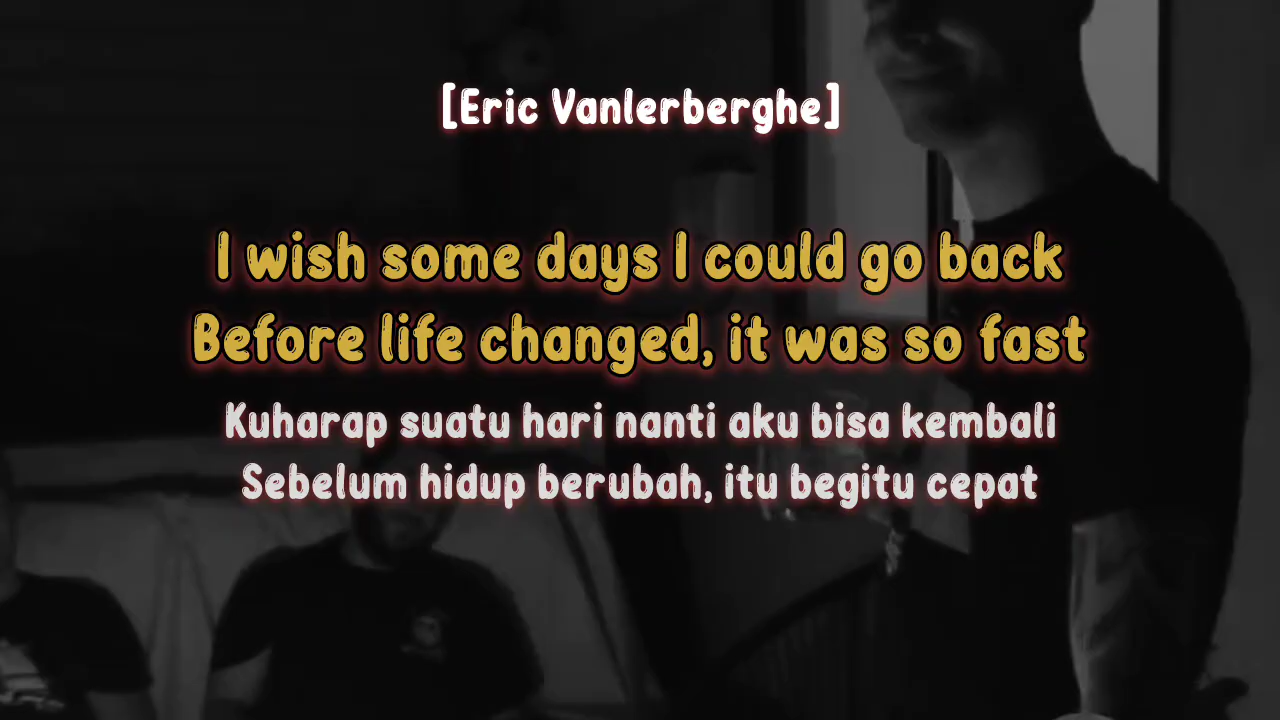 [Eric Vanlerberghe]
I wish some days I could go back
Before life changed, it was so fast
Kuharap suatu hari nanti aku bisa kembali
Sebelum hidup berubah, itu begitu cepat